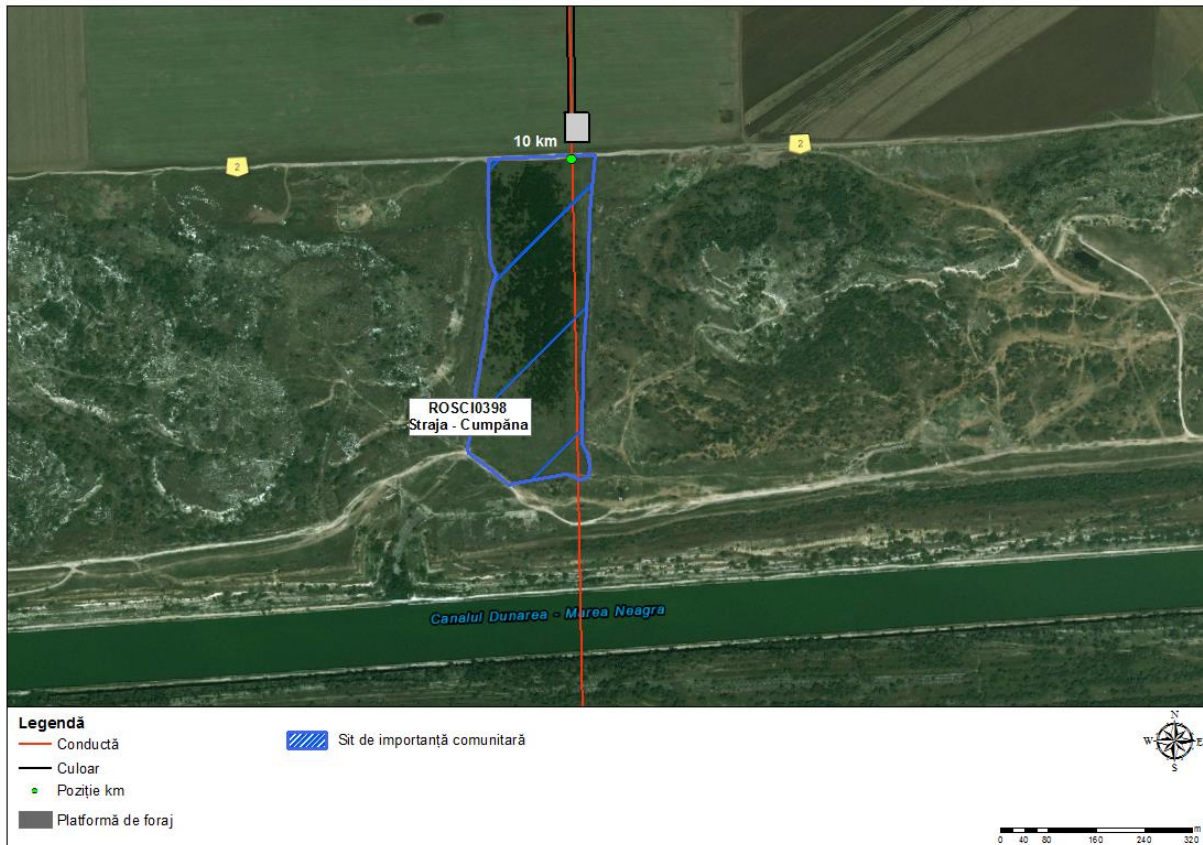 10 km
2
2
ROSCI0398
Straja - Cumpăna
Canalul Dunarea - Marea Neagra
Legendă
Conductă
Culoar
Poziție km
Platformă de foraj
Sit de importanță comunitară
N
W
E
S
m
0 40 80 160 240 320